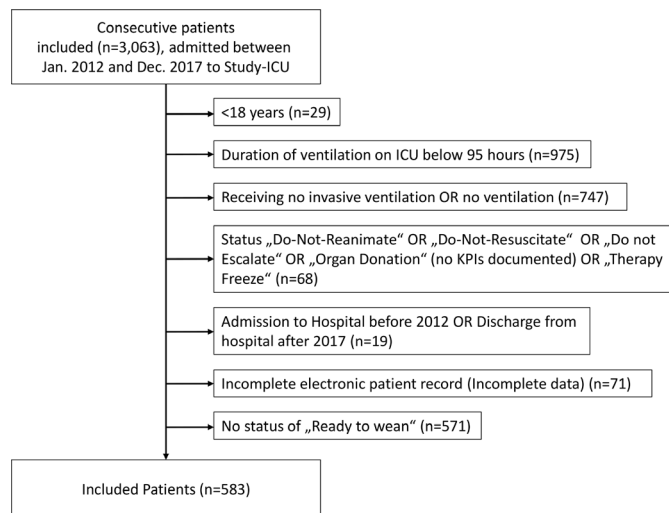 Consecutive patients
included (n=3,063), admitted between
Jan. 2012 and Dec. 2017 to Study-ICU
<18 years (n=29)
Duration of ventilation on ICU below 95 hours (n=975)
Receiving no invasive ventilation OR no ventilation (n=747)
Status „Do-Not-Reanimate“ OR „Do-Not-Resuscitate“ OR „Do not
Escalate“ OR „Organ Donation“ (no KPIs documented) OR „Therapy
Freeze“ (n=68)
Admission to Hospital before 2012 OR Discharge from
hospital after 2017 (n=19)
Incomplete electronic patient record (Incomplete data) (n=71)
No status of „Ready to wean“ (n=571)
Included Patients (n=583)